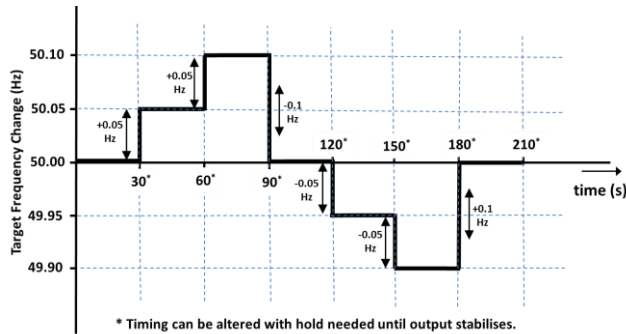 Target Frequency Change (Hz)
50.10
50.05
50.00
49.95
49.90
+0.05
Hz
+0.05
Hz
-0.1
Hz
30*
60*
90*
120*
150*
180*
210*
-0.05
Hz
-0.05
Hz
+0.1
Hz
time (s)
* Timing can be altered with hold needed until output stabilises.